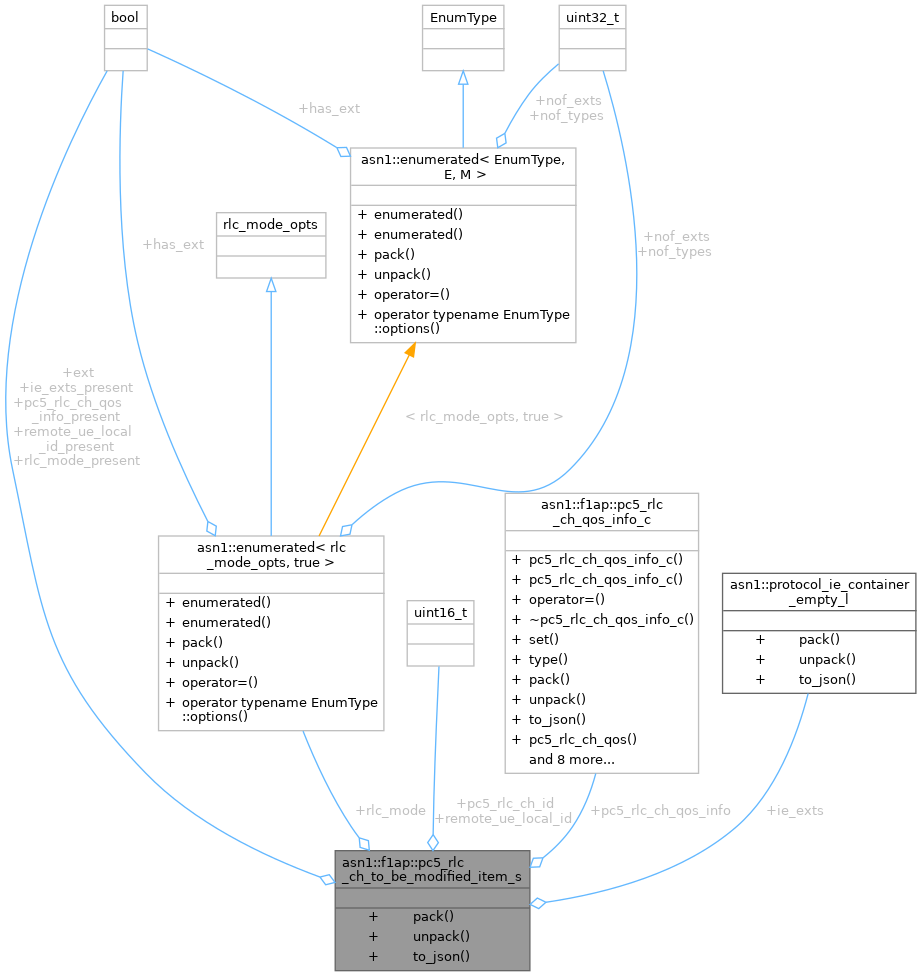 bool
EnumType
uint32_t
+has_ext
+nof_exts
+nof_types
asn1::enumerated< EnumType,
E, M >
+ enumerated()
+ enumerated()
+ pack()
+ unpack()
+ operator=()
+ operator typename EnumType
::options()
rlc_mode_opts
+has_ext
+nof_exts
+nof_types
+ext
+ie_exts_present
+pc5_rlc_ch_qos
_info_present
+remote_ue_local
_id_present
+rlc_mode_present
< rlc_mode_opts, true >
asn1::enumerated< rlc
_mode_opts, true >
+ enumerated()
+ enumerated()
+ pack()
+ unpack()
+ operator=()
+ operator typename EnumType
::options()
uint16_t
asn1::f1ap::pc5_rlc
_ch_qos_info_c
+ pc5_rlc_ch_qos_info_c()
+ pc5_rlc_ch_qos_info_c()
+ operator=()
+ ~pc5_rlc_ch_qos_info_c()
+ set()
+ type()
+ pack()
+ unpack()
+ to_json()
+ pc5_rlc_ch_qos()
and 8 more...
asn1::protocol_ie_container
_empty_l
+ pack()
+ unpack()
+ to_json()
+rlc_mode
+pc5_rlc_ch_id
+remote_ue_local_id
+pc5_rlc_ch_qos_info
+ie_exts
asn1::f1ap::pc5_rlc
_ch_to_be_modified_item_s
+ pack()
+ unpack()
+ to_json()